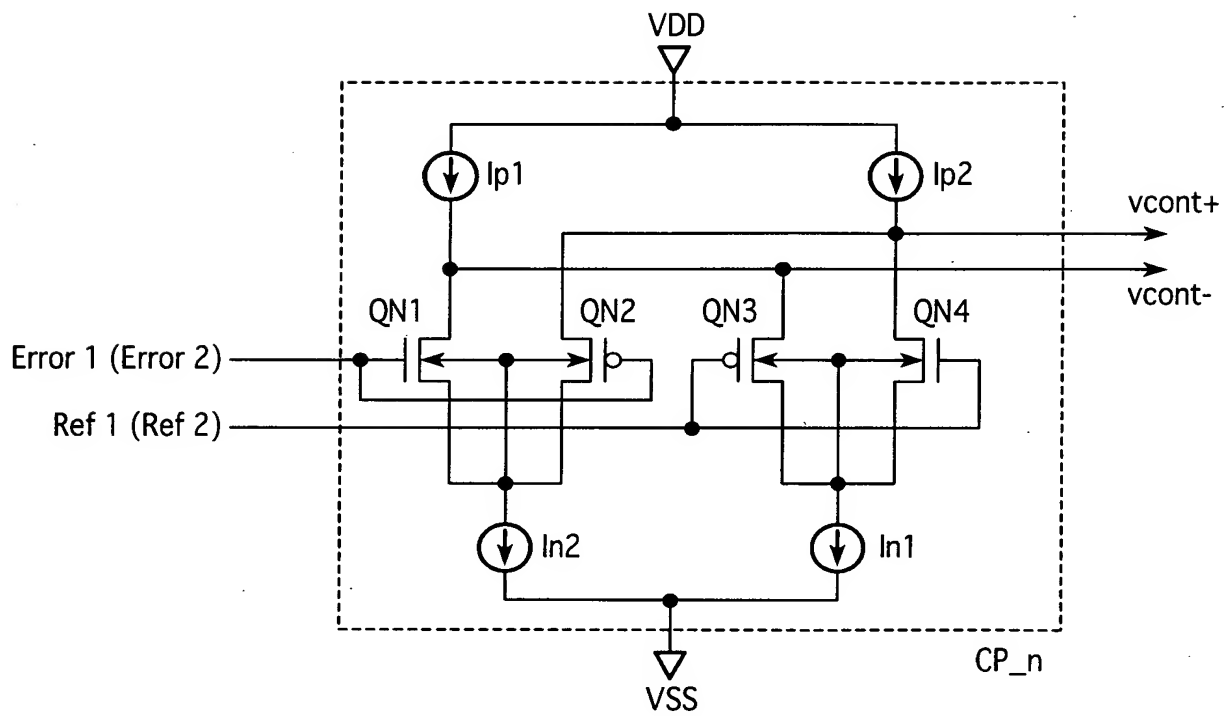 VDD
Ip1
Ip2
vcont+
vcont-
QN1
QN2
QN3
QN4
Error 1 (Error 2)
Ref 1 (Ref 2)
In2
In1
CP_n
VSS